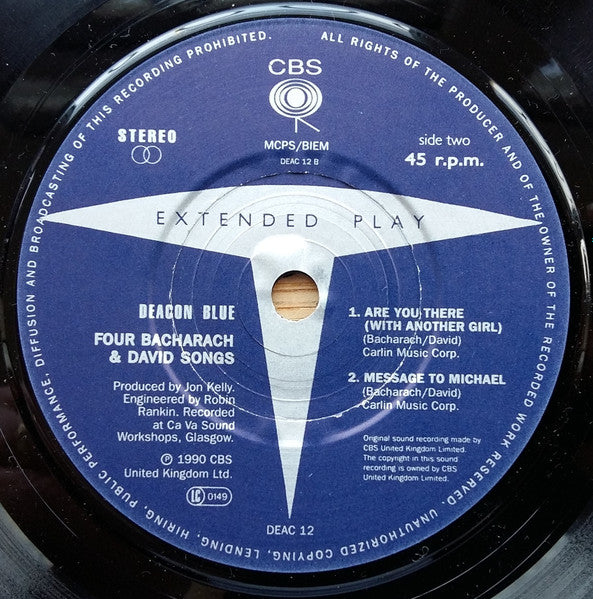 ALL RIGHTS OF THE PRODUCER AND OF THE OWNER OF THE RECORDED WORK RESERVED. UNAUTHORIZED COPYING, LENDING, HIRING, PUBLIC PERFORMANCE, DIFFUSION AND BROADCASTING OF THIS RECORDING PROHIBITED.
CBS
MCPS/BIEM
DEAC 12 B
STEREO
side two
45 r.p.m.
EXTENDED PLAY
DEACON BLUE
FOUR BACHARACH
& DAVID SONGS
Produced by Jon Kelly.
Engineered by Robin
Rankin. Recorded
at Ca Va Sound
Workshops, Glasgow.
℗ 1990 CBS
United Kingdom Ltd.
LC 0149
1. ARE YOU THERE
(WITH ANOTHER GIRL)
(Bacharach/David)
Carlin Music Corp.
2. MESSAGE TO MICHAEL
(Bacharach/David)
Carlin Music Corp.
Original sound recording made by
CBS United Kingdom Limited.
The copyright in this sound
recording is owned by CBS
United Kingdom Limited.
DEAC 12